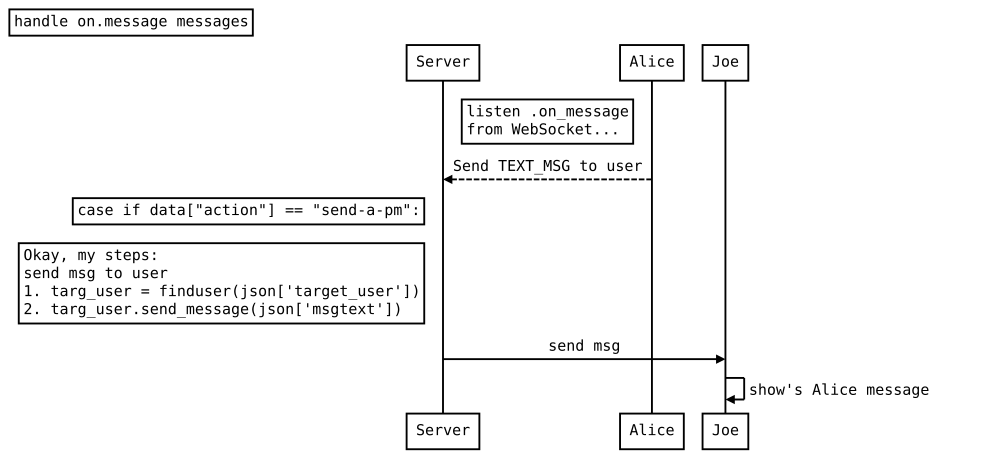 handle on.message messages
Server
Alice
Joe
listen .on_message
from WebSocket...
Send TEXT_MSG to user
case if data["action"] == "send-a-pm":
Okay, my steps:
send msg to user
1. targ_user = finduser(json['target_user'])
2. targ_user.send_message(json['msgtext'])
send msg
show's Alice message
Server
Alice
Joe